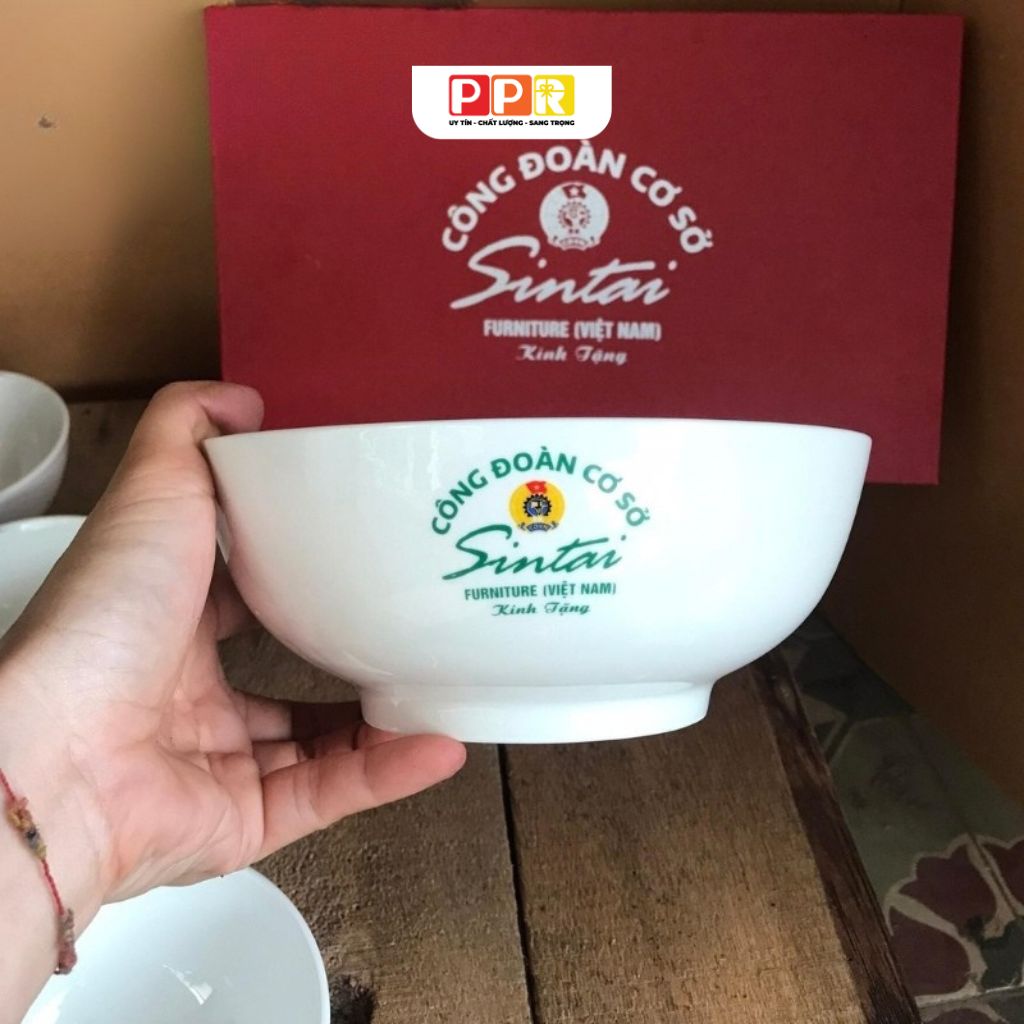 PPR
UY TÍN - CHẤT LƯỢNG - SANG TRỌNG
CÔNG ĐOÀN CƠ SỞ
Sintai
FURNITURE (VIỆT NAM)
Kính Tặng
CÔNG ĐOÀN CƠ SỞ
Sintai
FURNITURE (VIỆT NAM)
Kính Tặng